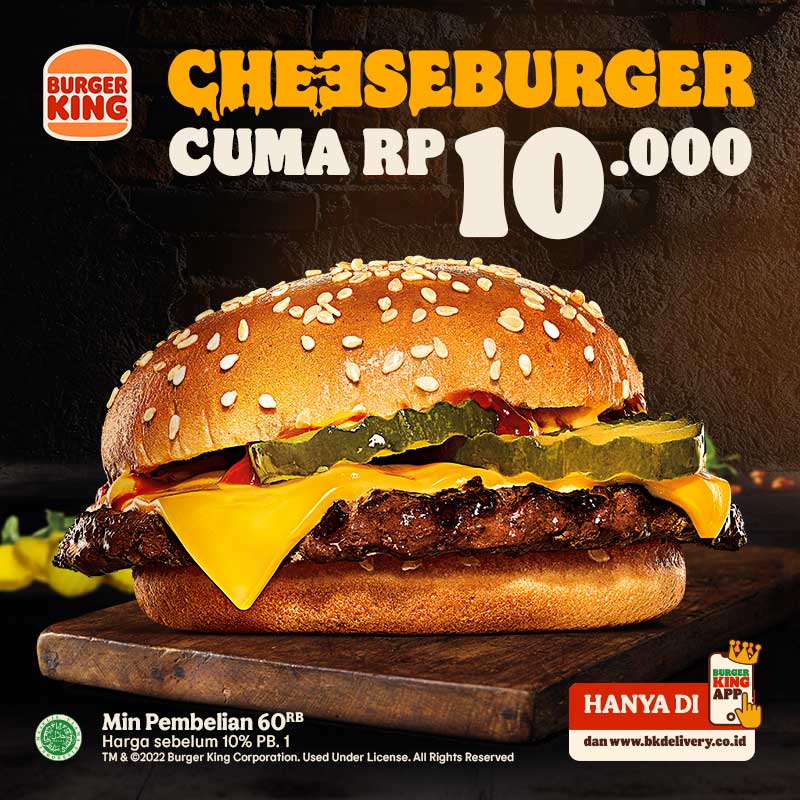 BURGER
KING
CHEESEBURGER
CUMA RP 10.000
BURGER
KING
APP
HANYA DI
dan www.bkdelivery.co.id
Min Pembelian 60RB
Harga sebelum 10% PB. 1
TM & ©2022 Burger King Corporation. Used Under License. All Rights Reserved